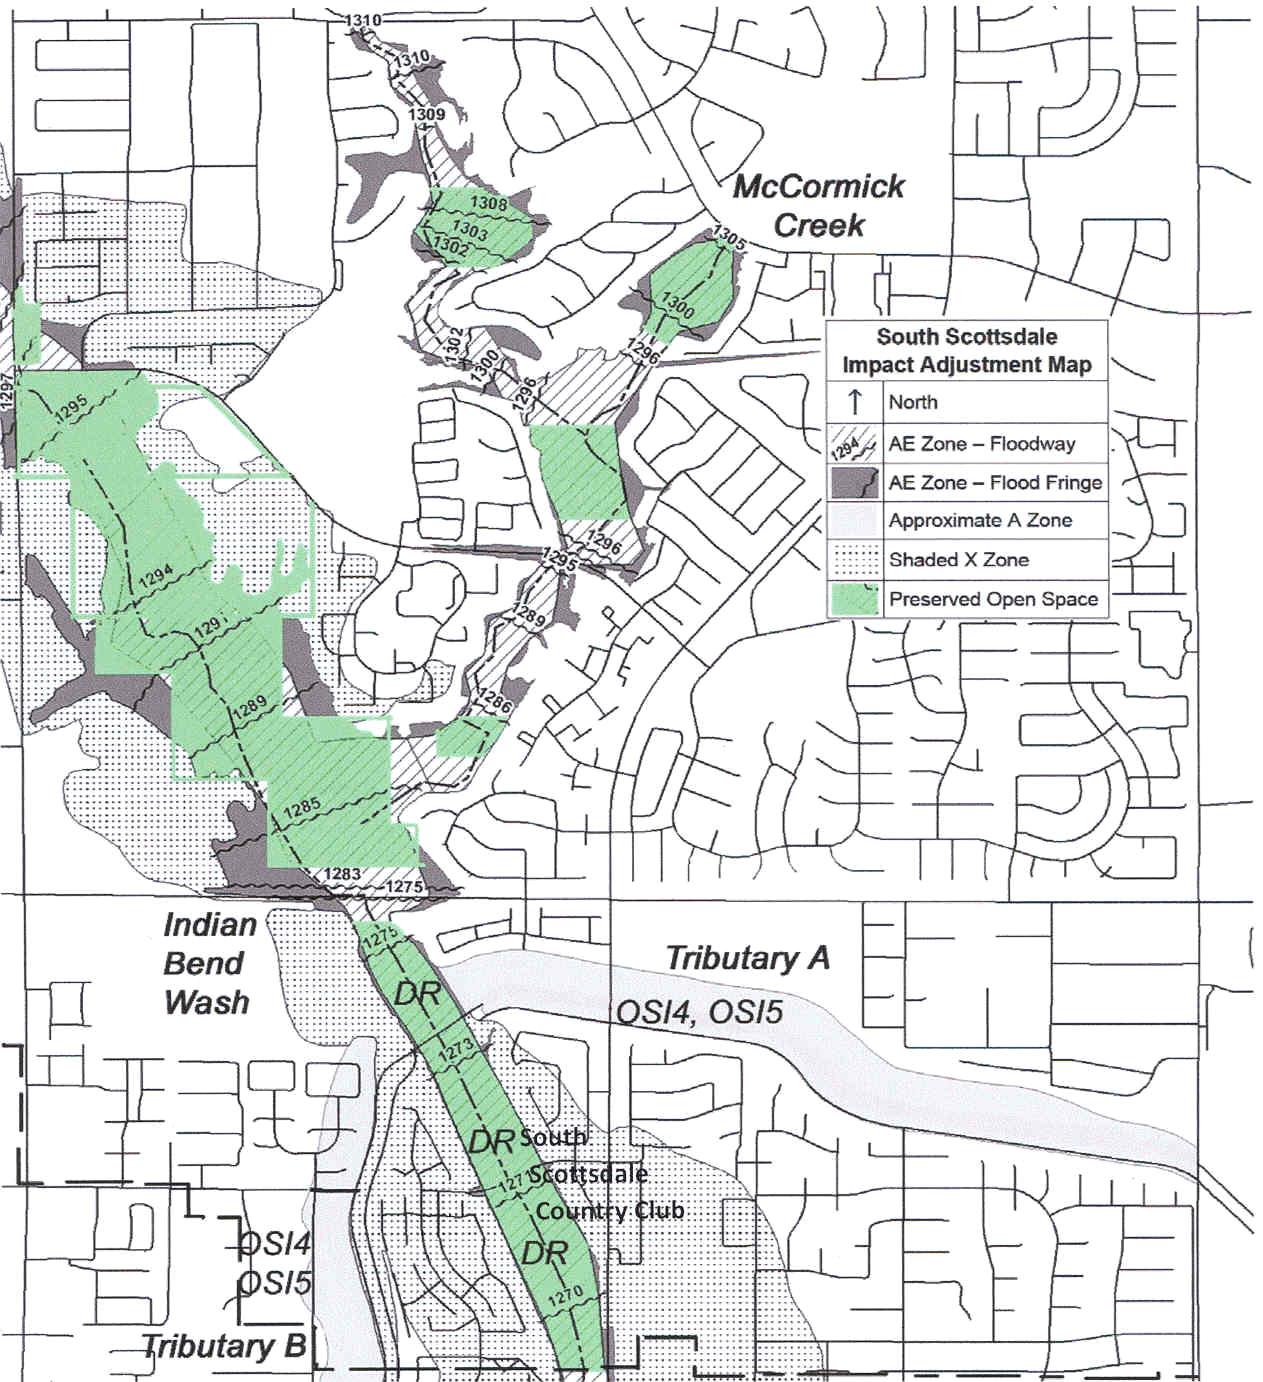 1310
1310
1309
McCormick
Creek
1308
1303
1302
1305
1300
South Scottsdale
Impact Adjustment Map
North
1294
AE Zone – Floodway
AE Zone – Flood Fringe
Approximate A Zone
Shaded X Zone
Preserved Open Space
1302
1300
1296
1296
1297
1295
1296
1295
1294
1289
129
1286
1289
1285
1283
1275
Indian
Bend
Wash
1275
Tributary A
DR
OSI4, OSI5
1273
DR
South
Scottsdale
1271
Country Club
OSI4
OSI5
DR
1270
Tributary B